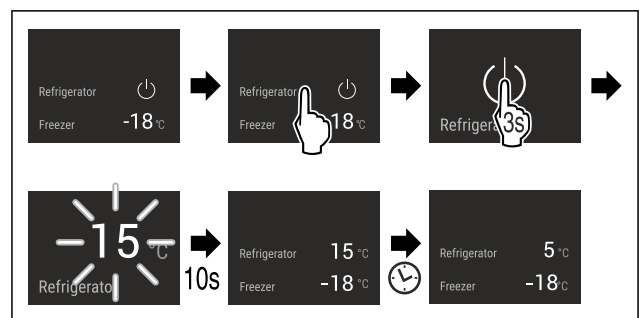 Refrigerator
Freezer -18 °C
Refrigerator
Freezer 18 °C
Refrigera
3s
15 °C
Refrigerato
10s
Refrigerator 15 °C
Freezer -18 °C
Refrigerator 5 °C
Freezer -18 °C